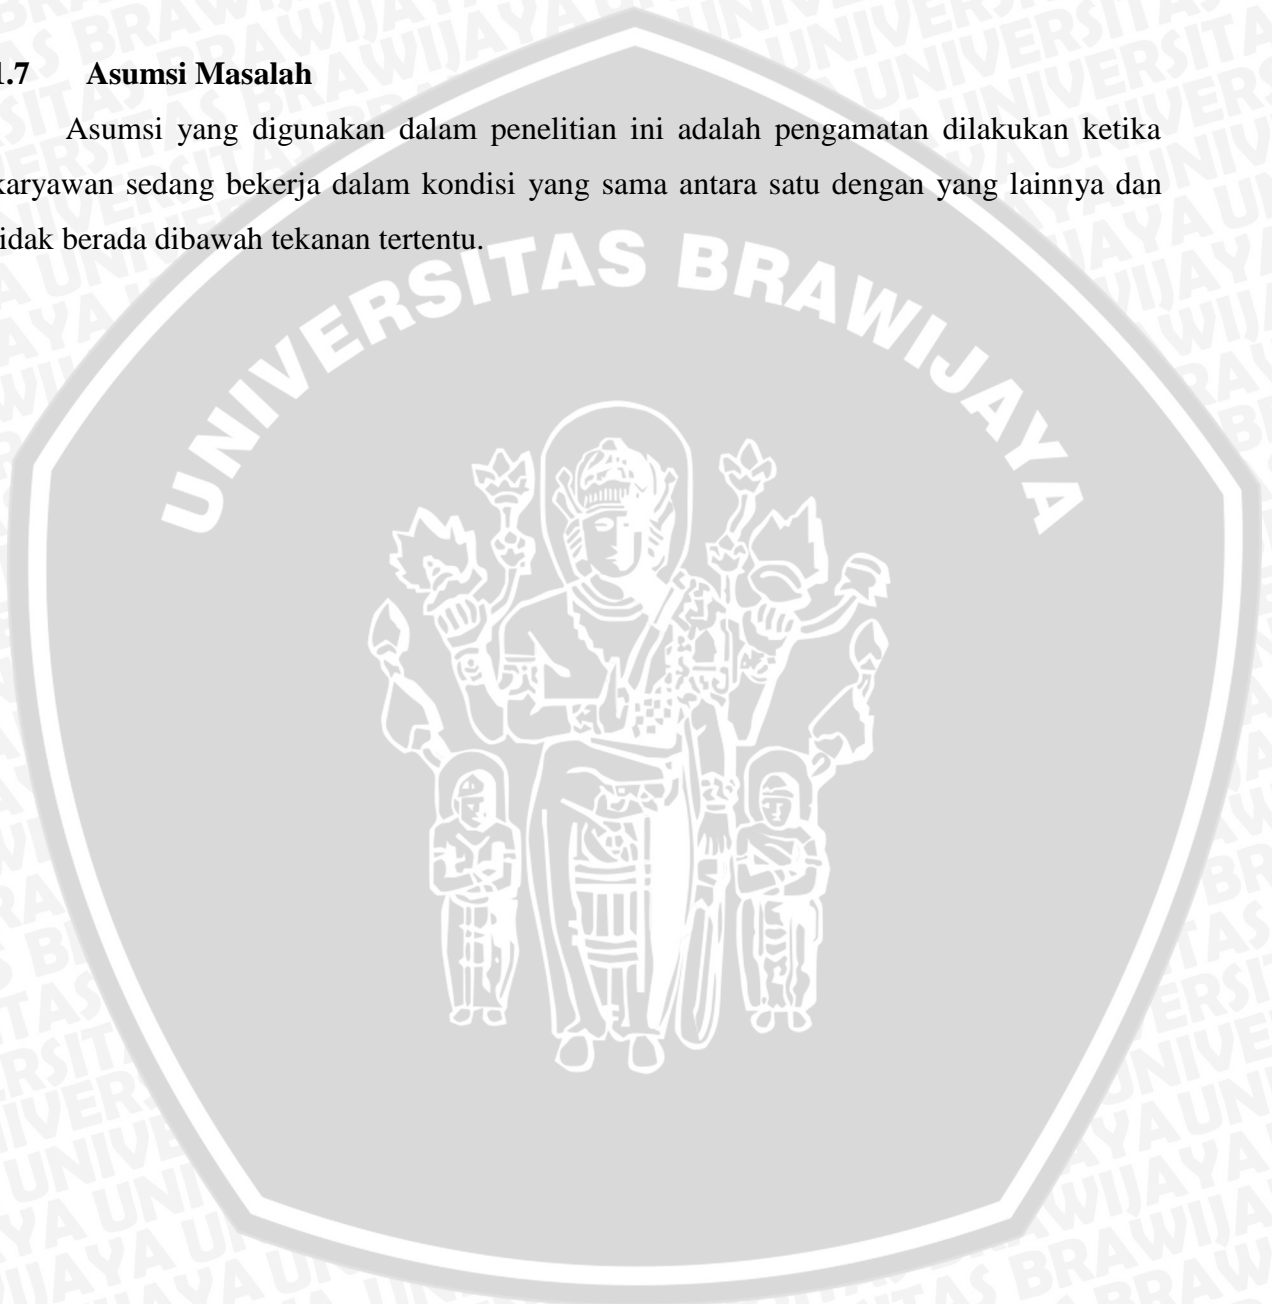 1.7 Asumsi Masalah
Asumsi yang digunakan dalam penelitian ini adalah pengamatan dilakukan ketika
karyawan sedang bekerja dalam kondisi yang sama antara satu dengan yang lainnya dan
tidak berada dibawah tekanan tertentu.
UNIVERSITAS BRAWIJAYA